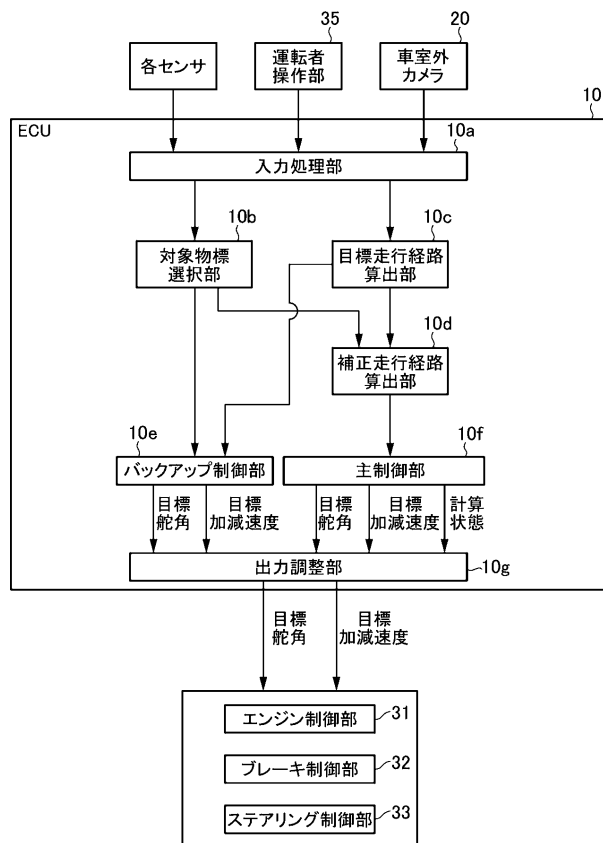 35
20
各センサ
運転者
操作部
車室外
カメラ
10
ECU
10a
入力処理部
10b
10c
対象物標
選択部
目標走行経路
算出部
10d
補正走行経路
算出部
10e
10f
バックアップ制御部
主制御部
目標
舵角
目標
加減速度
目標
舵角
目標
加減速度
計算
状態
出力調整部
10g
目標
舵角
目標
加減速度
エンジン制御部
31
ブレーキ制御部
32
ステアリング制御部
33